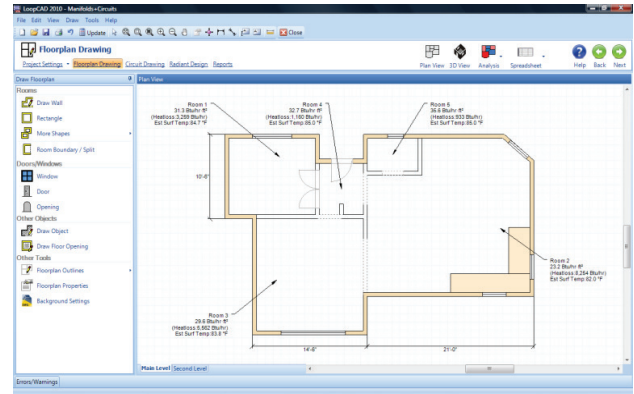 LoopCAD 2010 - Manifolds+Circuits
File Edit View Draw Tools Help
Update Close
Floorplan Drawing
Project Settings Floorplan Drawing Circuit Drawing Radiant Design Reports
Plan View 3D View Analysis Spreadsheet Help Back Next
Draw Floorplan
Rooms
Draw Wall
Rectangle
More Shapes
Room Boundary / Split
Doors/Windows
Window
Door
Opening
Other Objects
Draw Object
Draw Floor Opening
Other Tools
Floorplan Outlines
Floorplan Properties
Background Settings
Plan View
Room 1
31.3 Btu/hr ft²
(Heatloss:3,288 Btu/hr)
Est Surf Temp:84.7 °F
Room 4
32.7 Btu/hr ft²
(Heatloss:1,160 Btu/hr)
Est Surf Temp:85.0 °F
Room 5
36.6 Btu/hr ft²
(Heatloss:933 Btu/hr)
Est Surf Temp:85.0 °F
10'-8"
Room 2
23.2 Btu/hr ft²
(Heatloss:8,264 Btu/hr)
Est Surf Temp:82.0 °F
Room 3
29.6 Btu/hr ft²
(Heatloss:5,562 Btu/hr)
Est Surf Temp:83.8 °F
14'-8"
21'-0"
Main Level Second Level
Errors/Warnings